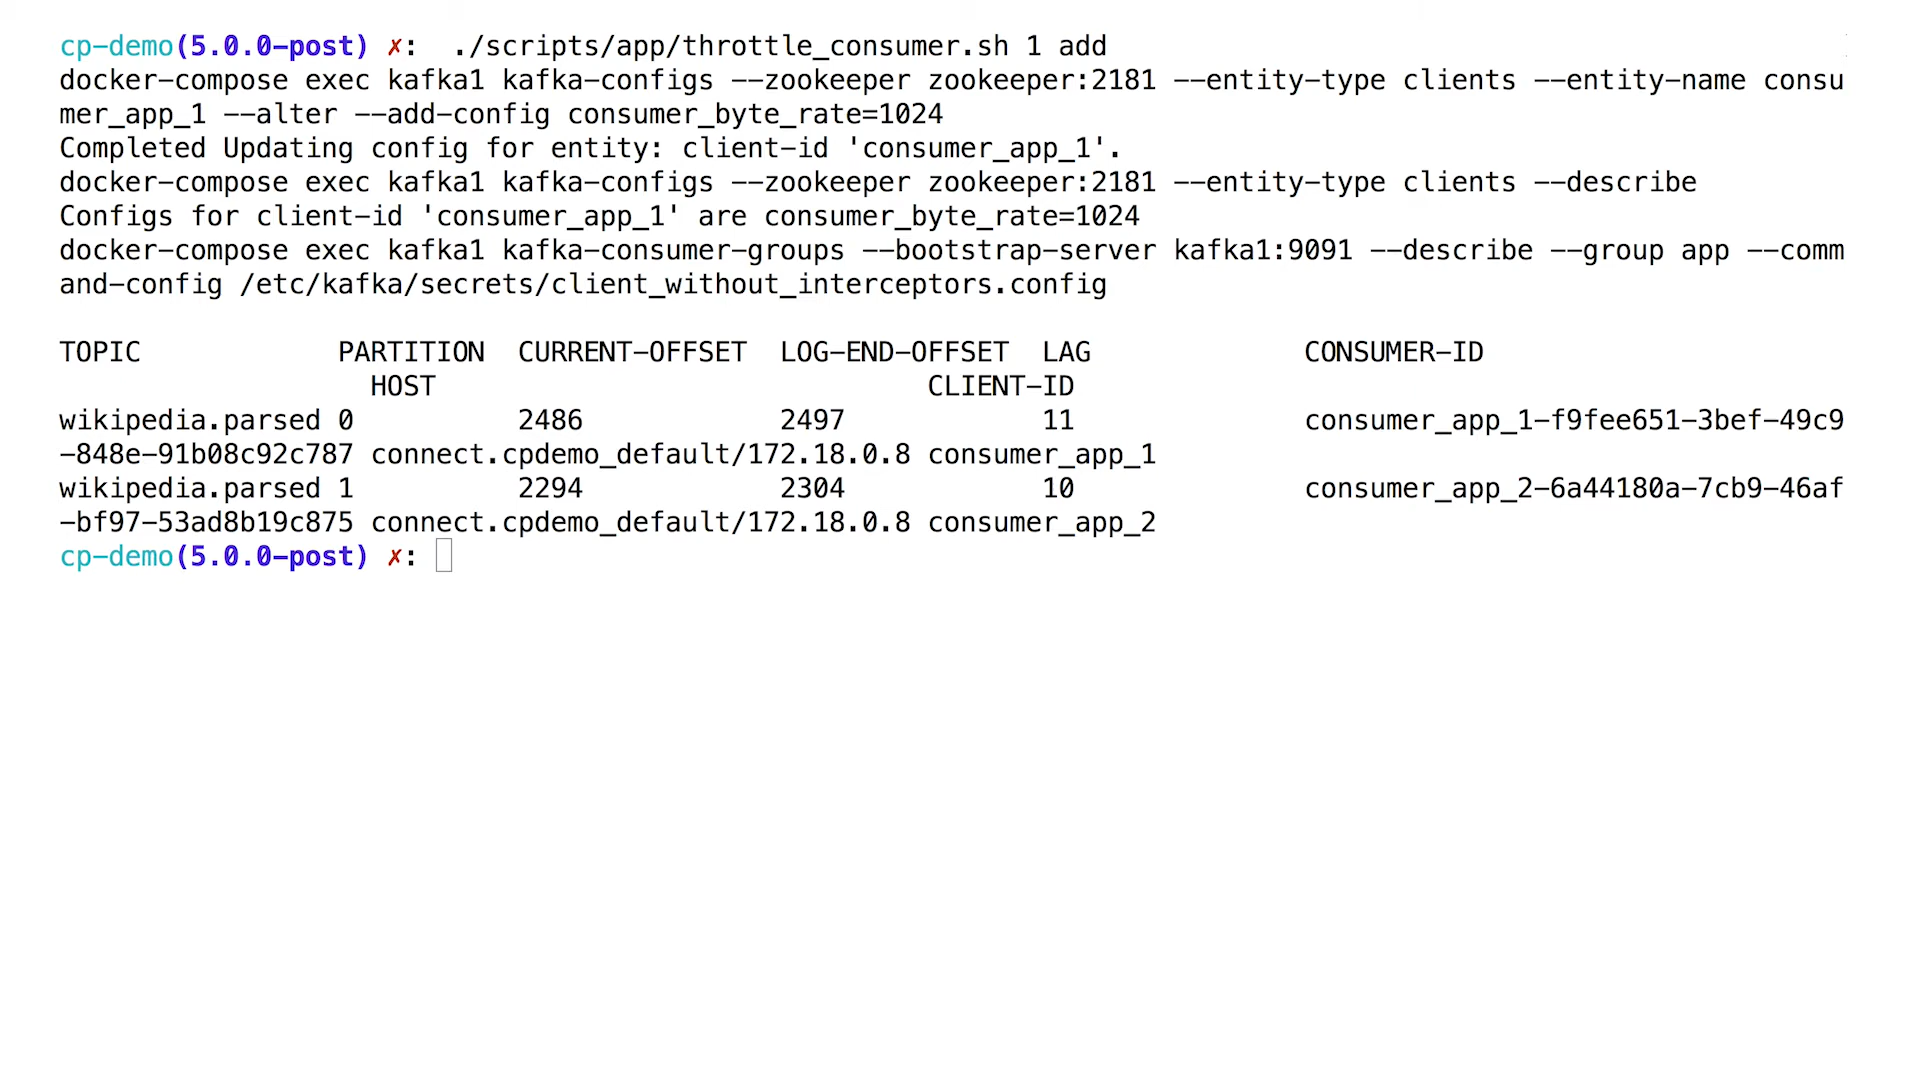 cp-demo(5.0.0-post) ✗:  ./scripts/app/throttle_consumer.sh 1 add
docker-compose exec kafka1 kafka-configs --zookeeper zookeeper:2181 --entity-type clients --entity-name consu
mer_app_1 --alter --add-config consumer_byte_rate=1024
Completed Updating config for entity: client-id 'consumer_app_1'.
docker-compose exec kafka1 kafka-configs --zookeeper zookeeper:2181 --entity-type clients --describe
Configs for client-id 'consumer_app_1' are consumer_byte_rate=1024
docker-compose exec kafka1 kafka-consumer-groups --bootstrap-server kafka1:9091 --describe --group app --comm
and-config /etc/kafka/secrets/client_without_interceptors.config

TOPIC            PARTITION  CURRENT-OFFSET  LOG-END-OFFSET  LAG             CONSUMER-ID
                   HOST                              CLIENT-ID
wikipedia.parsed 0          2486            2497            11              consumer_app_1-f9fee651-3bef-49c9
-848e-91b08c92c787 connect.cpdemo_default/172.18.0.8 consumer_app_1
wikipedia.parsed 1          2294            2304            10              consumer_app_2-6a44180a-7cb9-46af
-bf97-53ad8b19c875 connect.cpdemo_default/172.18.0.8 consumer_app_2
cp-demo(5.0.0-post) ✗: